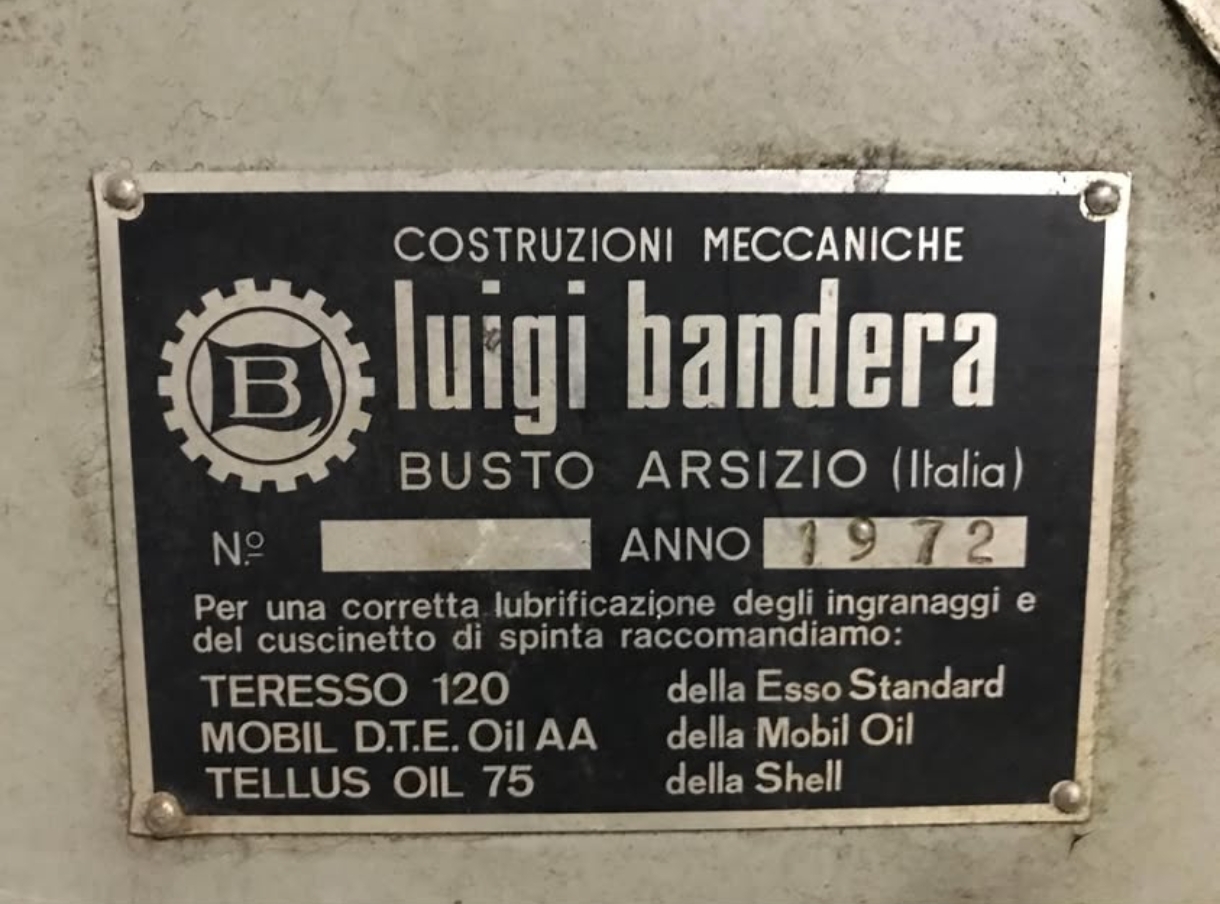 COSTRUZIONI MECCANICHE
luigi bandera
B
BUSTO ARSIZIO (Italia)
N.º ANNO 1972
Per una corretta lubrificazione degli ingranaggi e
del cuscinetto di spinta raccomandiamo:
TERESSO 120 della Esso Standard
MOBIL D.T.E. Oil AA della Mobil Oil
TELLUS OIL 75 della Shell